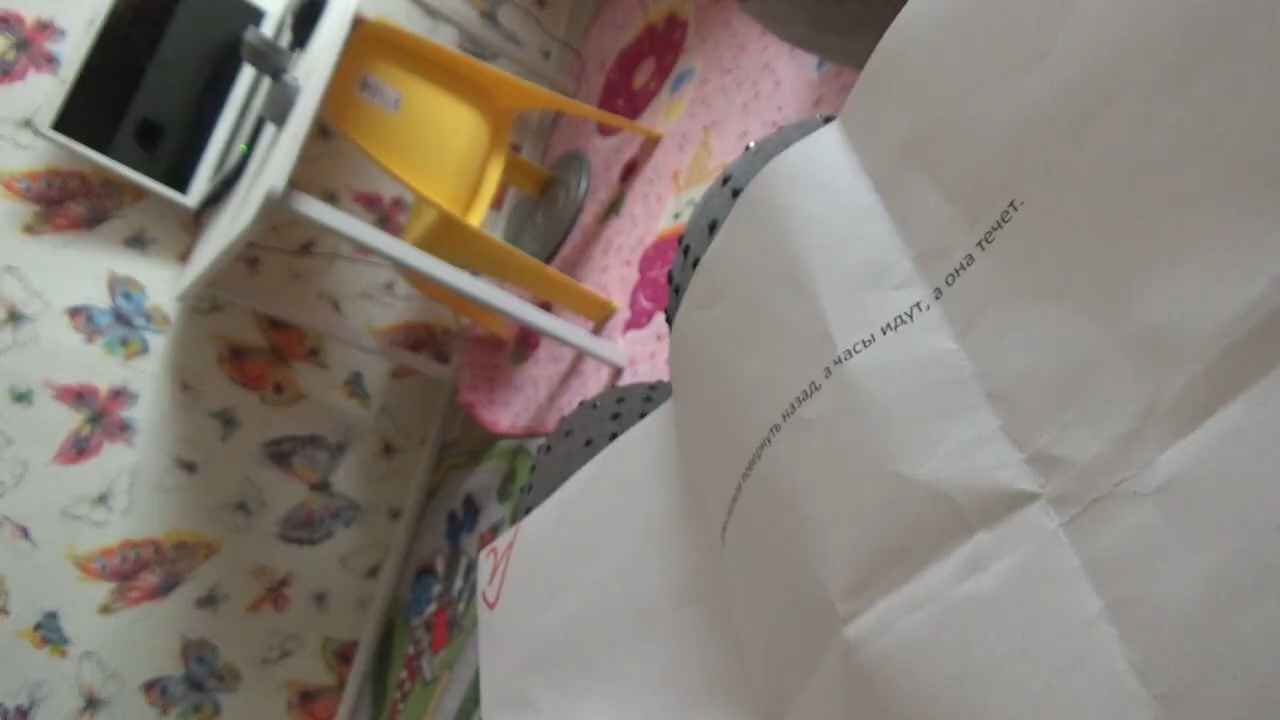 повернуть назад, а часы идут, а она течет.